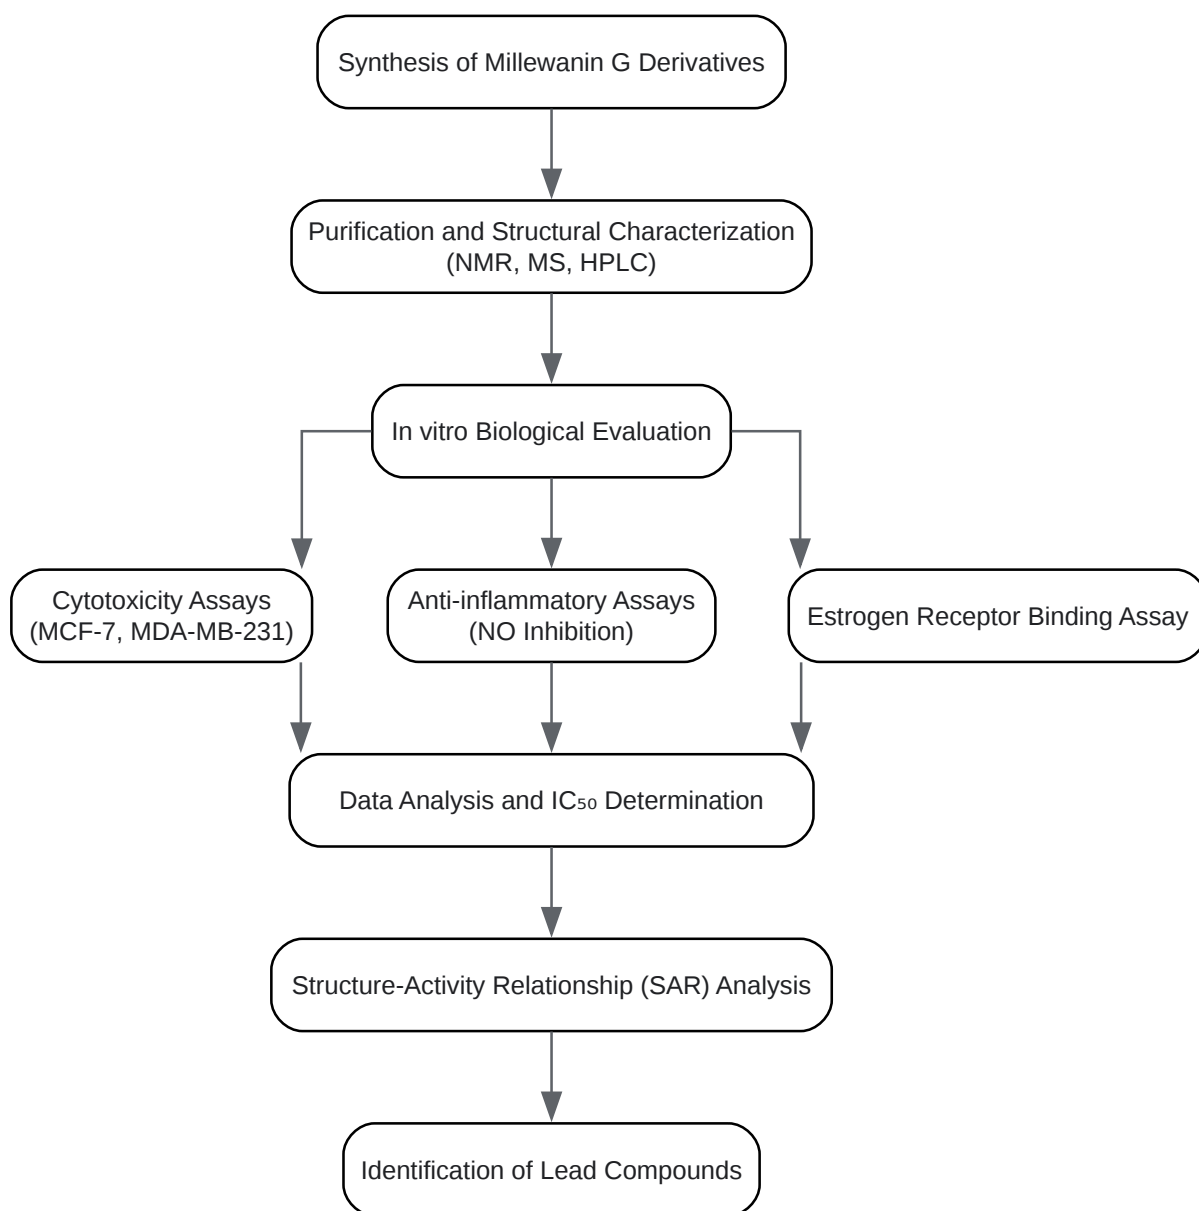 Synthesis of Millewanin G Derivatives
Purification and Structural Characterization
(NMR, MS, HPLC)
In vitro Biological Evaluation
Cytotoxicity Assays
(MCF-7, MDA-MB-231)
Anti-inflammatory Assays
(NO Inhibition)
Estrogen Receptor Binding Assay
Data Analysis and IC₅₀ Determination
Structure-Activity Relationship (SAR) Analysis
Identification of Lead Compounds